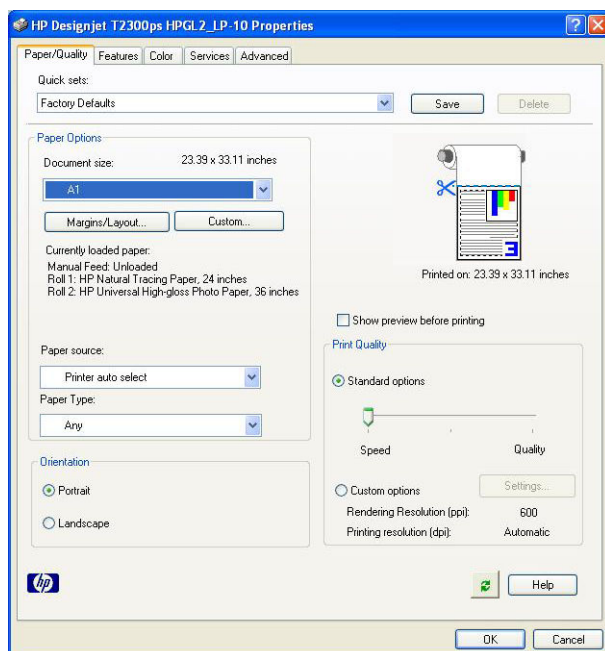 HP Designjet T2300ps HPGL2_LP-10 Properties
Paper/Quality Features Color Services Advanced
Quick sets:
Factory Defaults
Save
Delete
Paper Options
Document size:
23.39 x 33.11 inches
A1
Margins/Layout...
Custom...
Currently loaded paper:
Manual Feed: Unloaded
Roll 1: HP Natural Tracing Paper, 24 inches
Roll 2: HP Universal High-gloss Photo Paper, 36 inches
Paper source:
Printer auto select
Paper Type:
Any
Orientation
Portrait
Landscape
3
Printed on: 23.39 x 33.11 inches
Show preview before printing
Print Quality
Standard options
Speed
Quality
Custom options
Settings...
Rendering Resolution (ppi): 600
Printing resolution (dpi): Automatic
hp
Help
OK
Cancel